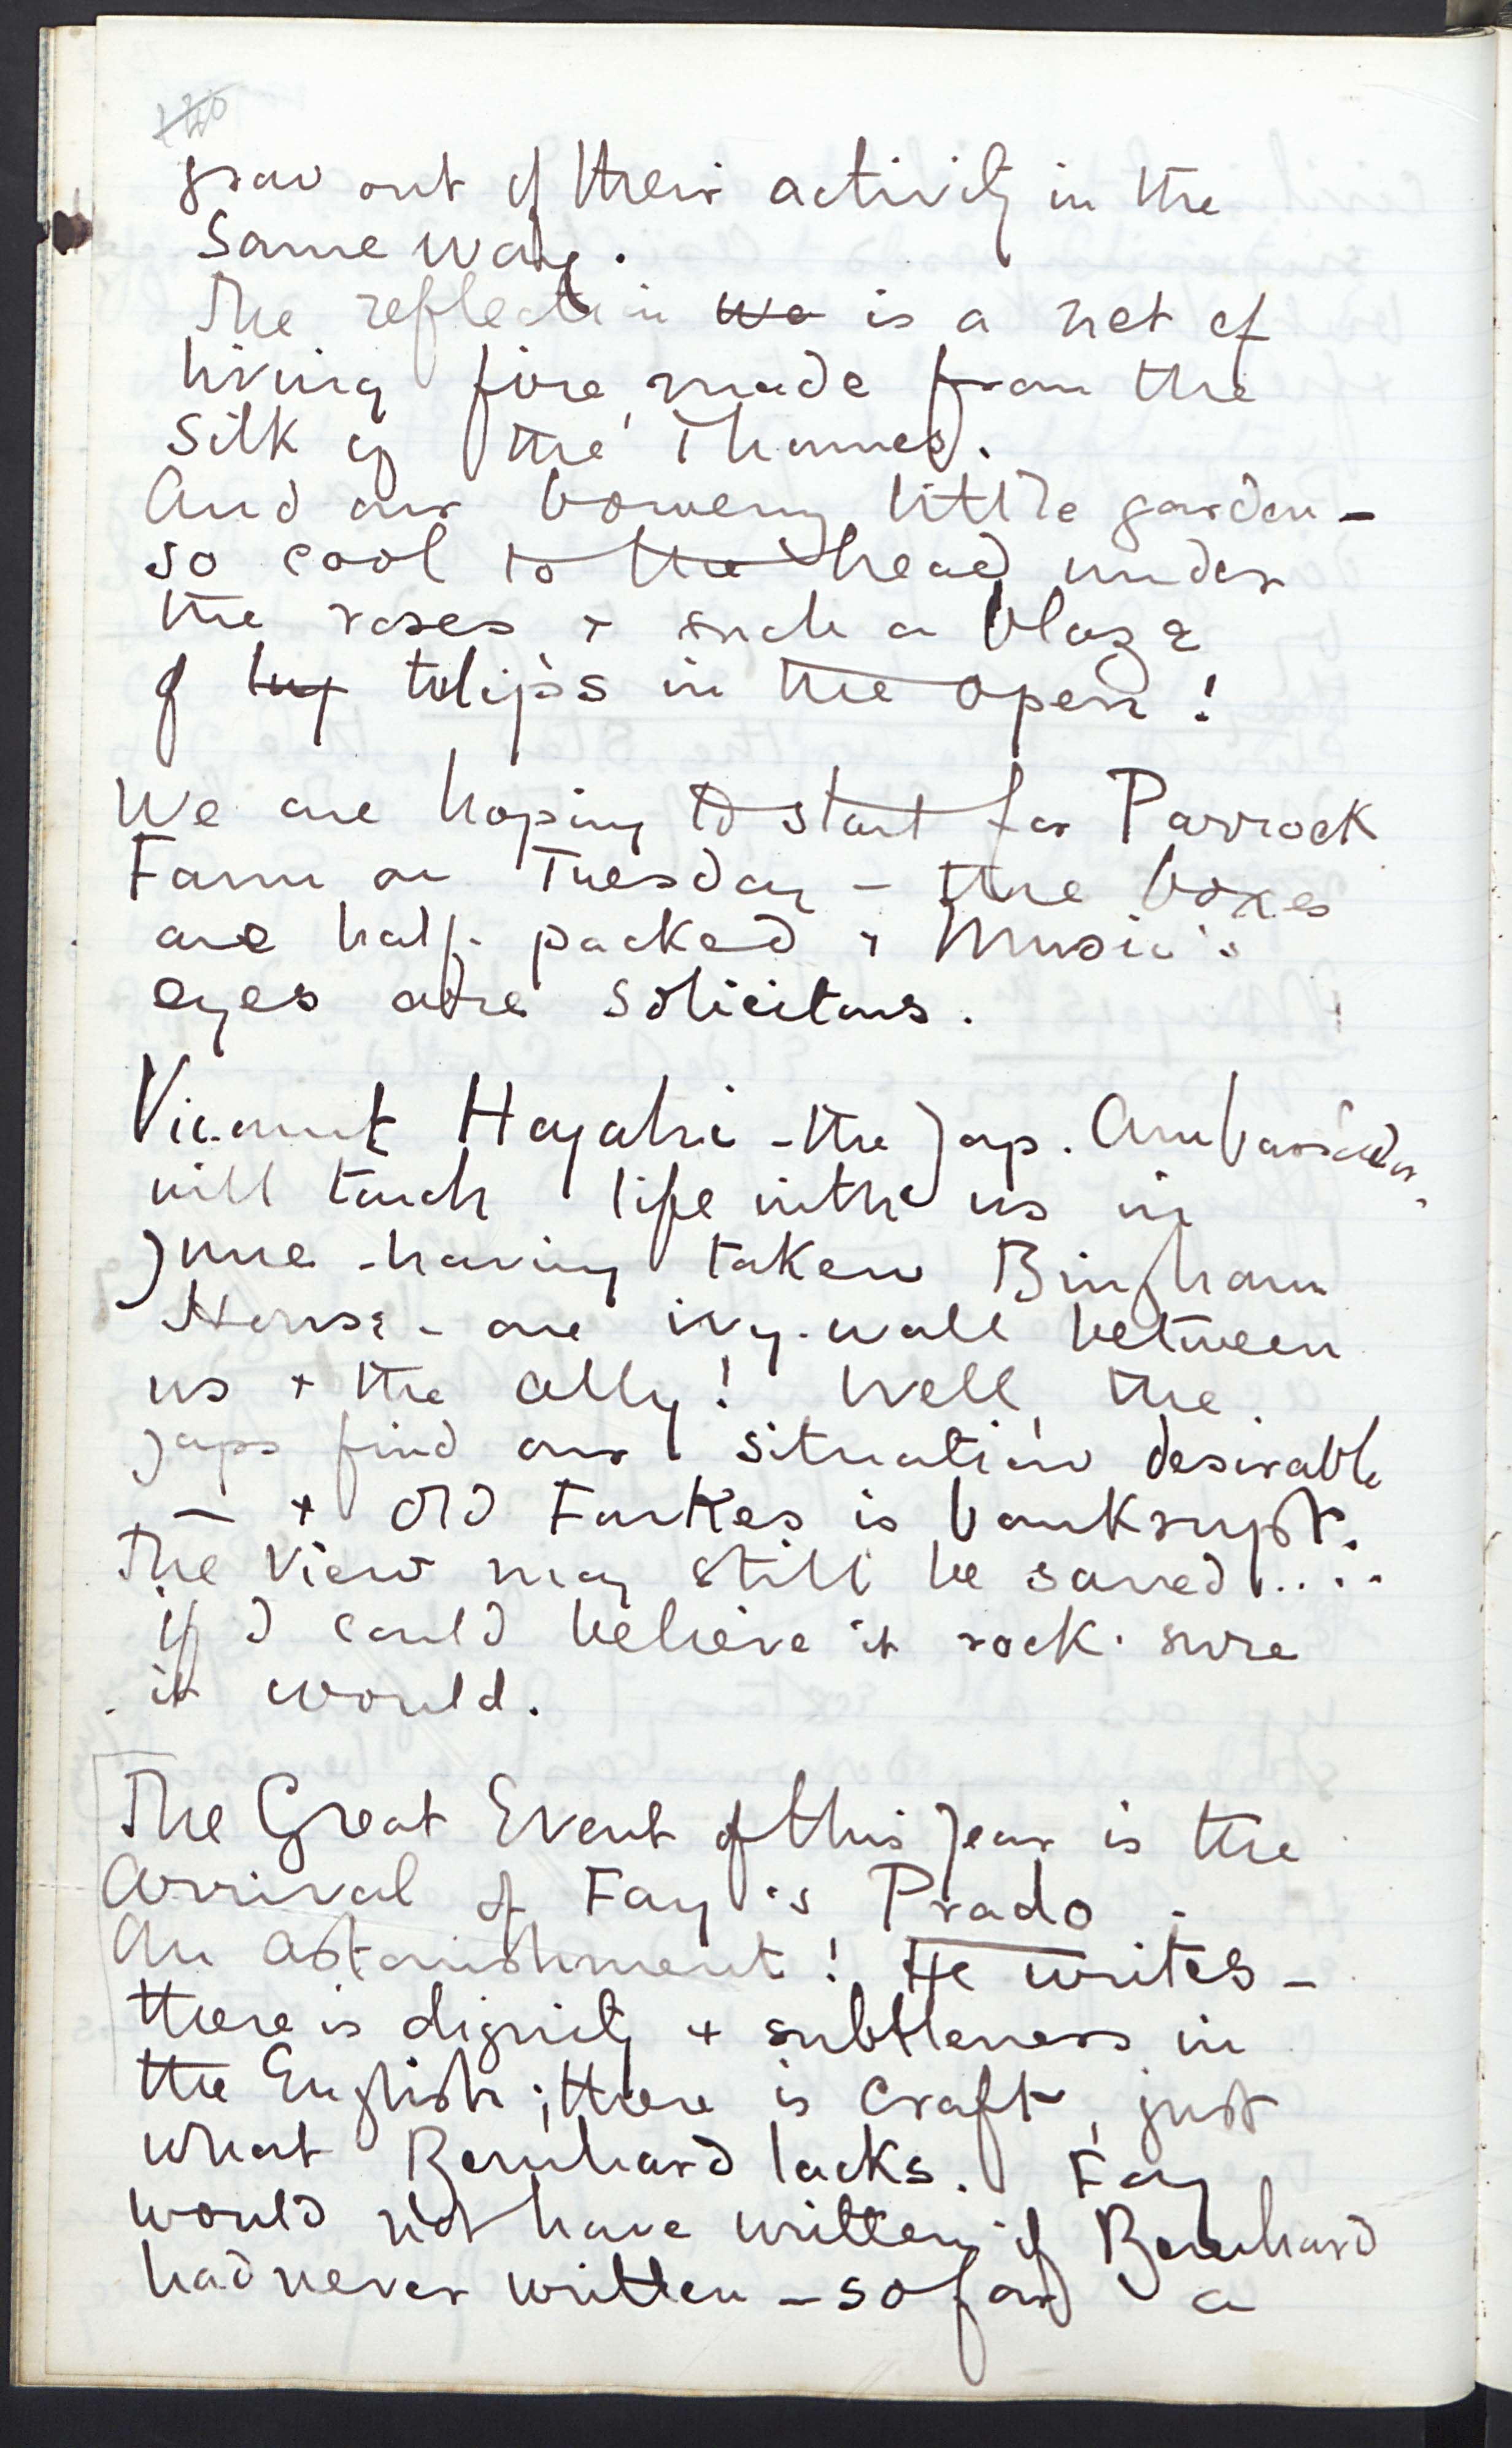 grow out of their activity in the
same way.
The reflection wa is a net of
living fire, made from the
silk of the Thames.
And our bowery little garden –
so cool to the head under
the roses + such a blaze
of tuy tulips in the open!
We are hoping to start for Parrock
Farm on Tuesday – the boxes
are half-packed + Music's
eyes are solicitous.
Viscount Hayahi – the Jap. Ambassador,
will touch life with us in
June – having taken Bingham
House – one ivy-wall between
us + the ally! Well, the
Japs find our situation desirable
– + old Farkes is bankrupt.
The view may still be saved ....
if I could believe it rock-sure
it would.
The Great Event of this year is the
arrival of Fay's Prado.
An astonishment! He writes –
there is dignity + subtleness in
the English; there is craft, just
what Bernhard lacks. Fay
would not have written if Bernhard
had never written – so far a